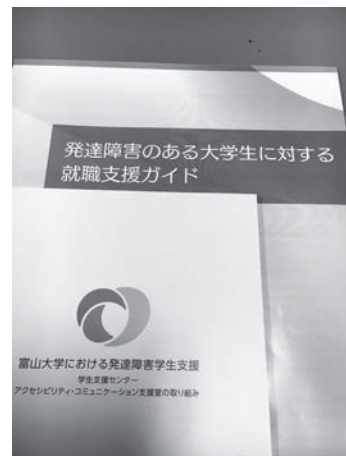 発達障害のある大学生に対する
就職支援ガイド
富山大学における発達障害学生支援
学生支援センター
アクセシビリティ・コミュニケーション支援室の取り組み